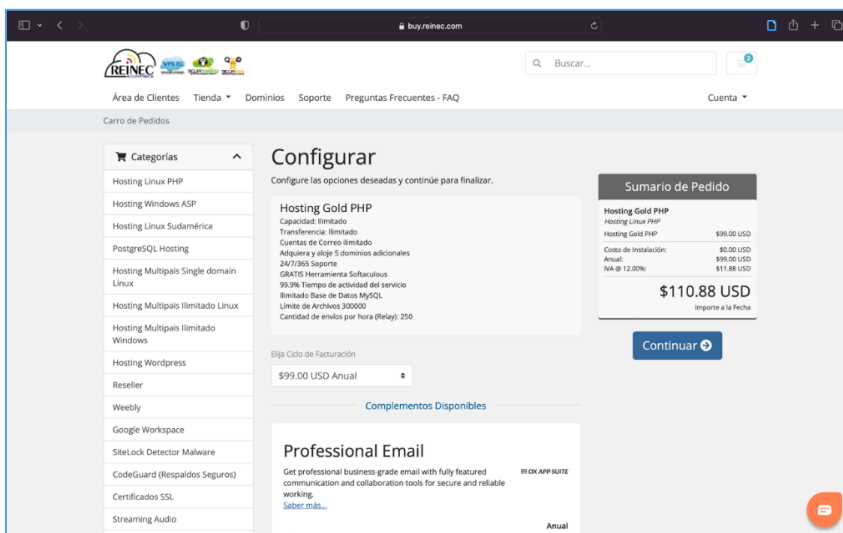 buy.reinec.com
REINEC
VPS.EC
Buscar...
Área de Clientes Tienda Dominios Soporte Preguntas Frecuentes - FAQ Cuenta
Carro de Pedidos
Categorías
Hosting Linux PHP
Hosting Windows ASP
Hosting Linux Sudamérica
PostgreSQL Hosting
Hosting Multipais Single domain
Linux
Hosting Multipais Ilimitado Linux
Hosting Multipais Ilimitado
Windows
Hosting Wordpress
Reseller
Weebly
Google Workspace
SiteLock Detector Malware
CodeGuard (Respaldos Seguros)
Certificados SSL
Streaming Audio
Configurar
Configure las opciones deseadas y continúe para finalizar.
Hosting Gold PHP
Capacidad: Ilimitado
Transferencia: Ilimitado
Cuentas de Correo ilimitado
Adquiera y aloje 5 dominios adicionales
24/7/365 Soporte
GRATIS Herramienta Softaculous
99.9% Tiempo de actividad del servicio
Ilimitado Base de Datos MySQL
Límite de Archivos 300000
Cantidad de envíos por hora (Relay): 250
Elija Ciclo de Facturación
$99.00 USD Anual
Complementos Disponibles
Professional Email
Get professional business-grade email with fully featured
communication and collaboration tools for secure and reliable
working.
Saber más...
OX APP SUITE
Anual
Sumario de Pedido
Hosting Gold PHP
Hosting Linux PHP
Hosting Gold PHP $99.00 USD
Costo de Instalación: $0.00 USD
Anual: $99.00 USD
IVA @ 12.00%: $11.88 USD
$110.88 USD
Importe a la Fecha
Continuar